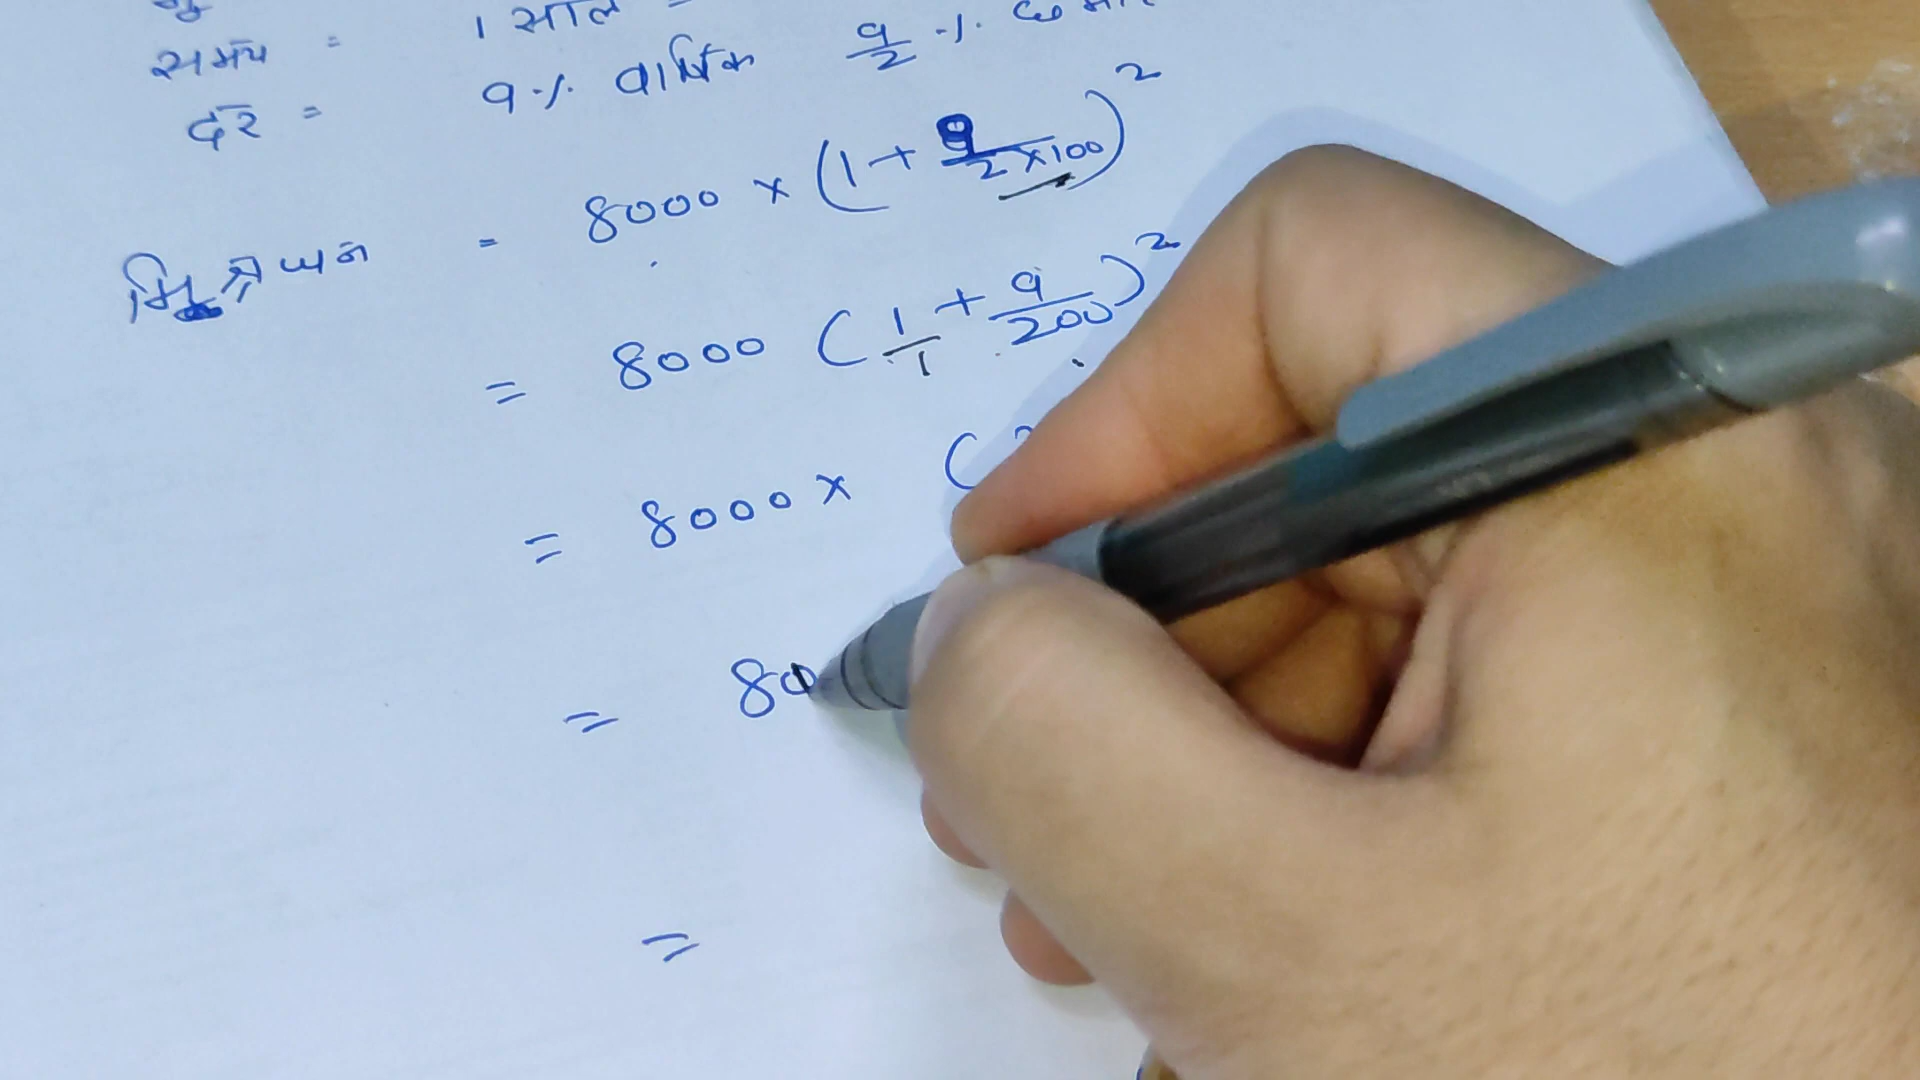 1 साल =
समय =
9·/. वार्षिक 9/2 ·/.
दर =
8000 × (1 + 9/2×100)²
मिश्रधन =
= 8000 (1/1 + 9/200)²
= 8000 × (
= 80
=